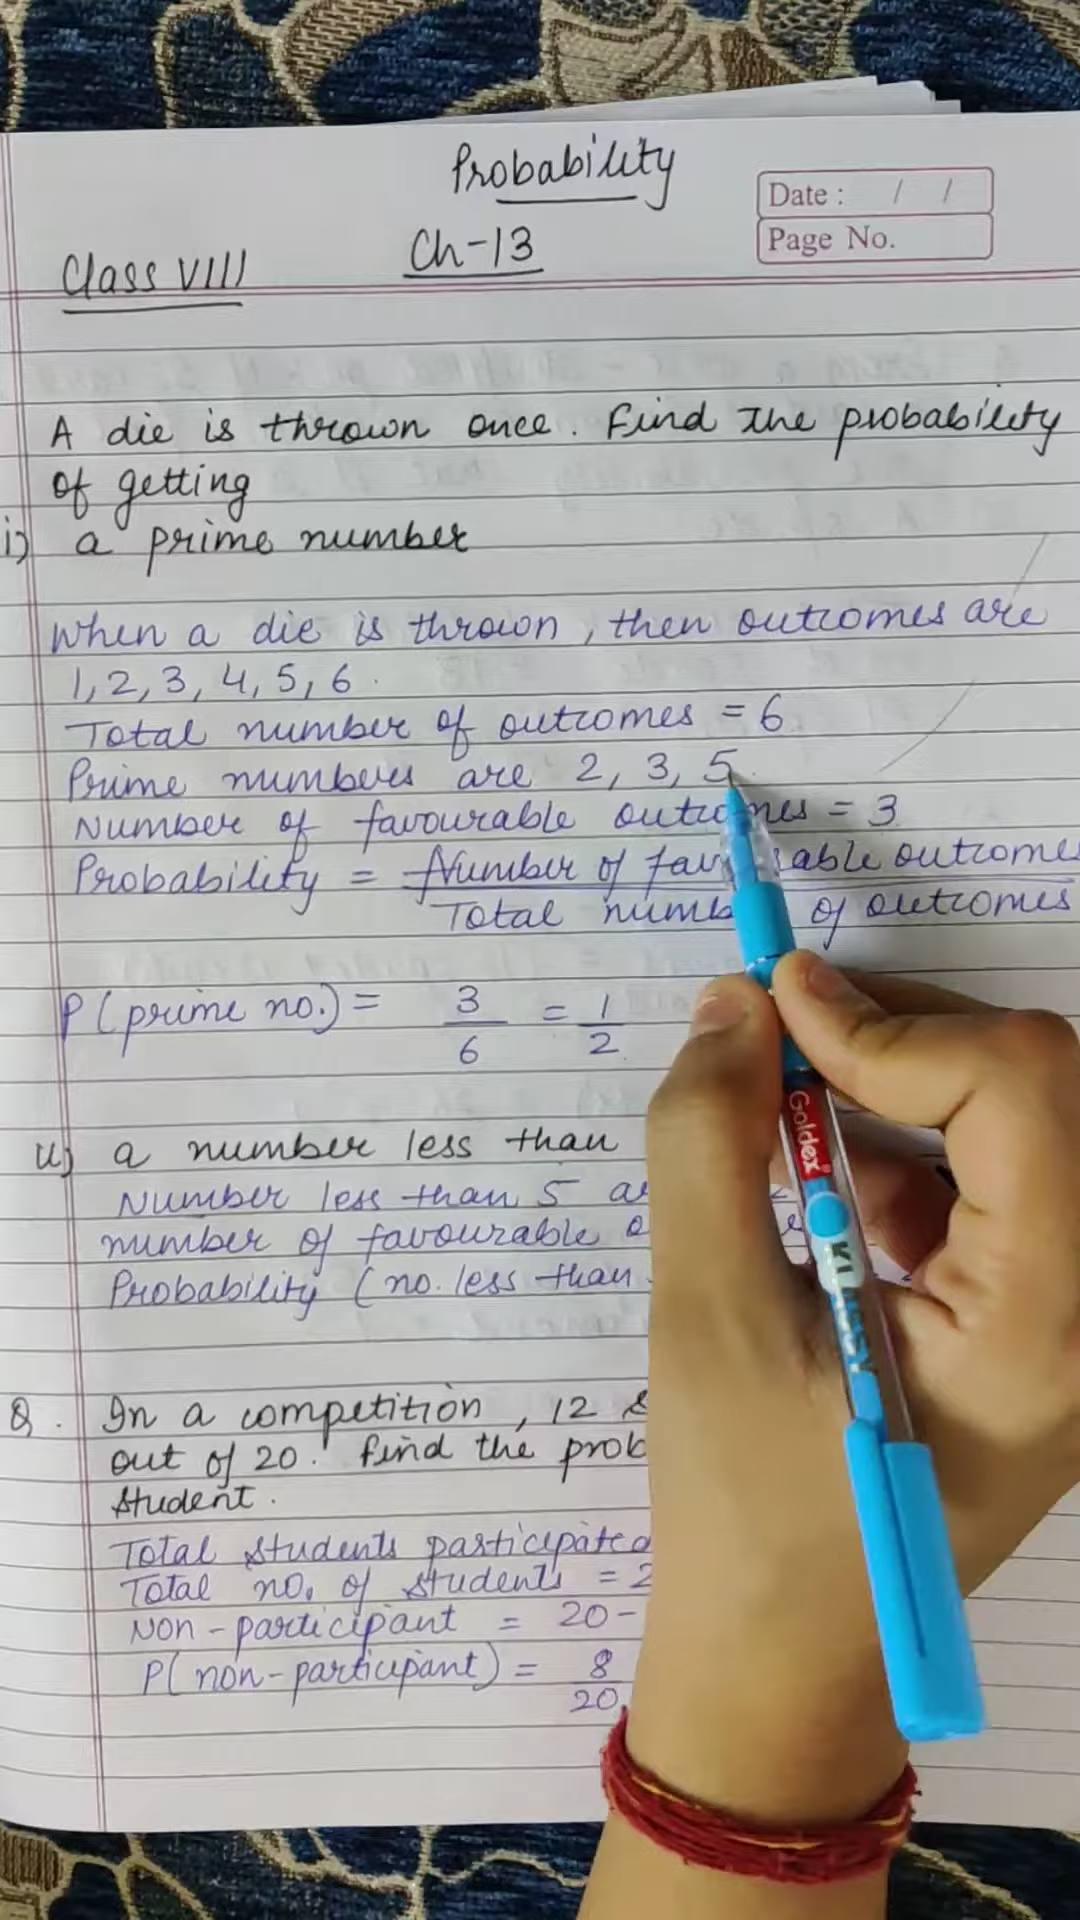 Probability
Date : / /
Page No.
Ch-13
Class VIII
A die is thrown once. Find the probability
of getting
i) a prime number
When a die is thrown, then outcomes are
1, 2, 3, 4, 5, 6.
Total number of outcomes = 6
Prime numbers are 2, 3, 5.
Number of favourable outcomes = 3
Probability = Number of favourable outcomes
Total number of outcomes
P (prime no.) = 3/6 = 1/2
ii) a number less than
Number less than 5
number of favourable
Probability (no. less than
Q. In a competition, 12
out of 20. Find the
student.
Total students participated
Total no. of students = 2
Non-participant = 20 -
P( non-participant) = 8/20
Goldex
KLASSY